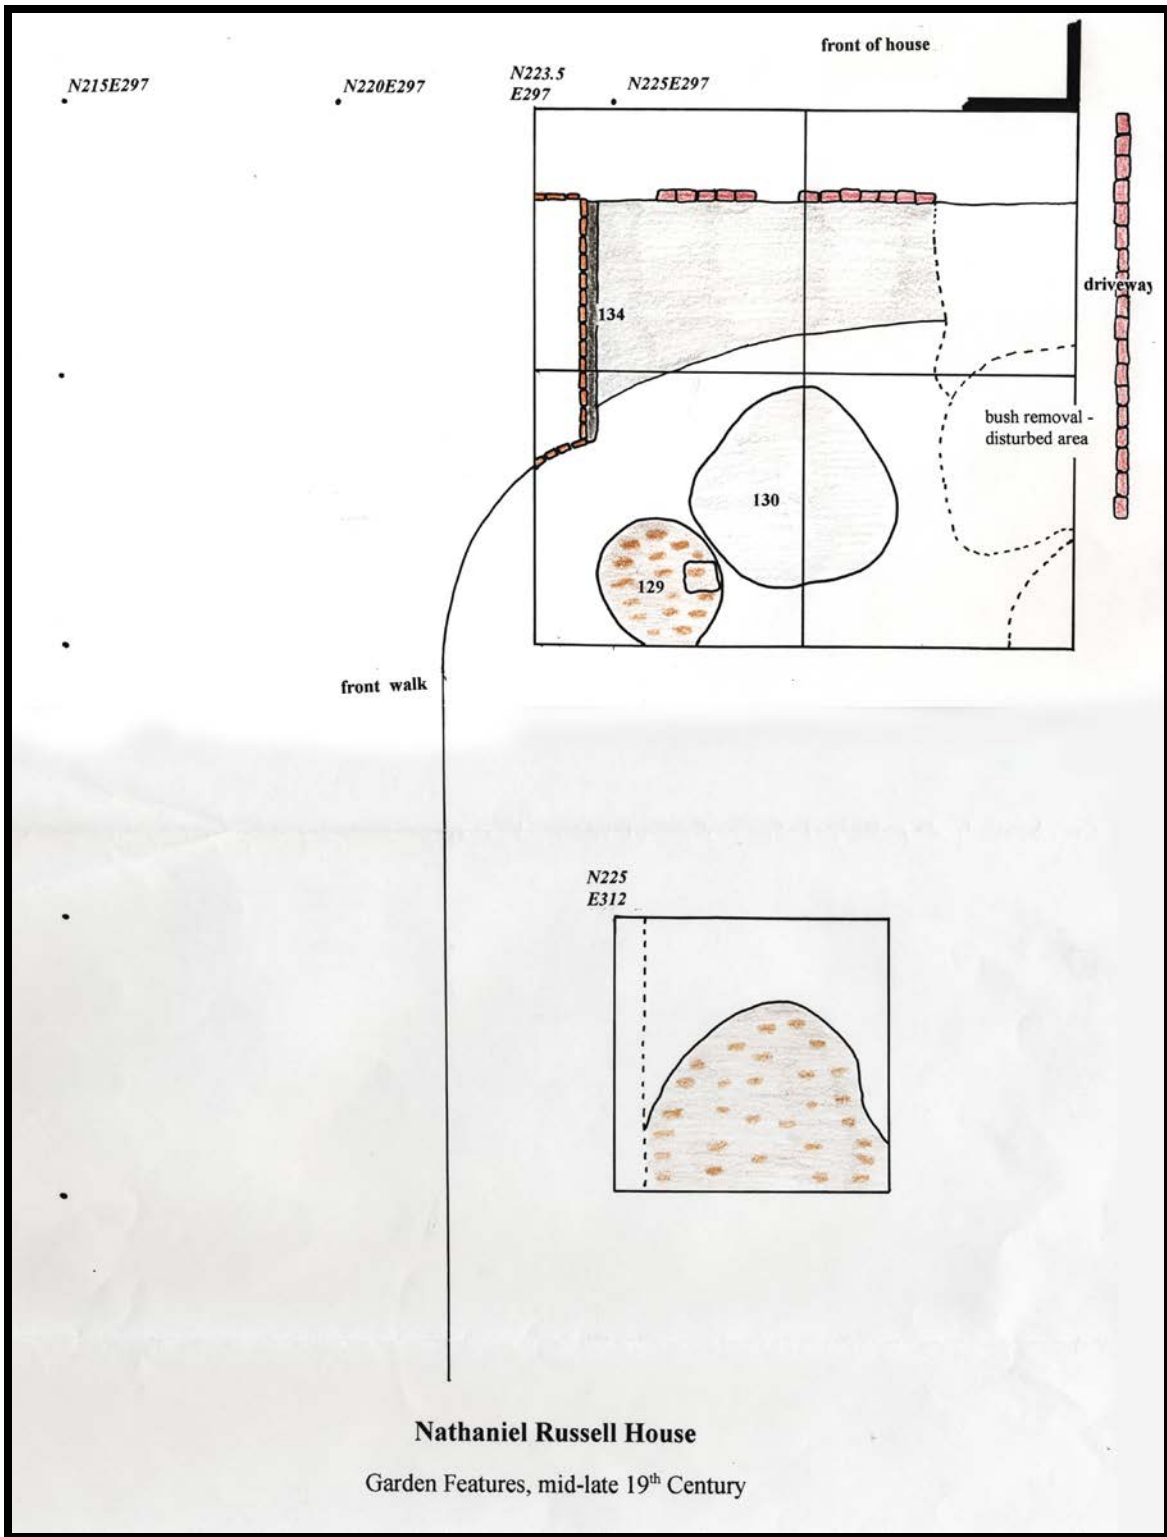 front of house
N215E297
N220E297
N223.5
E297
N225E297
134
driveway
bush removal -
disturbed area
130
129
front walk
N225
E312
Nathaniel Russell House
Garden Features, mid-late 19th Century